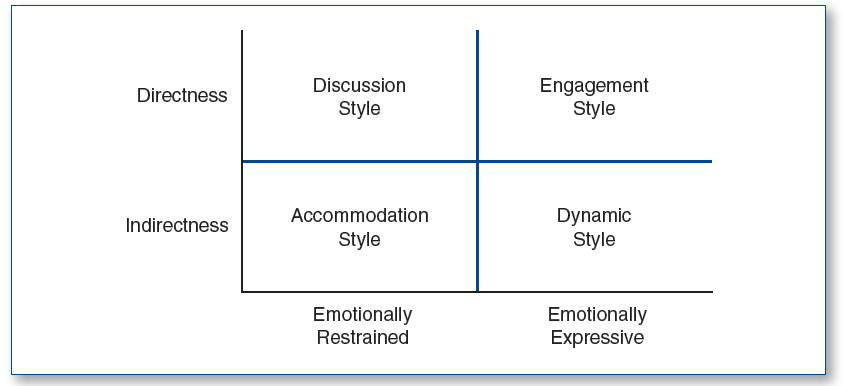 Directness
Discussion
Style
Engagement
Style
Indirectness
Accommodation
Style
Dynamic
Style
Emotionally
Restrained
Emotionally
Expressive